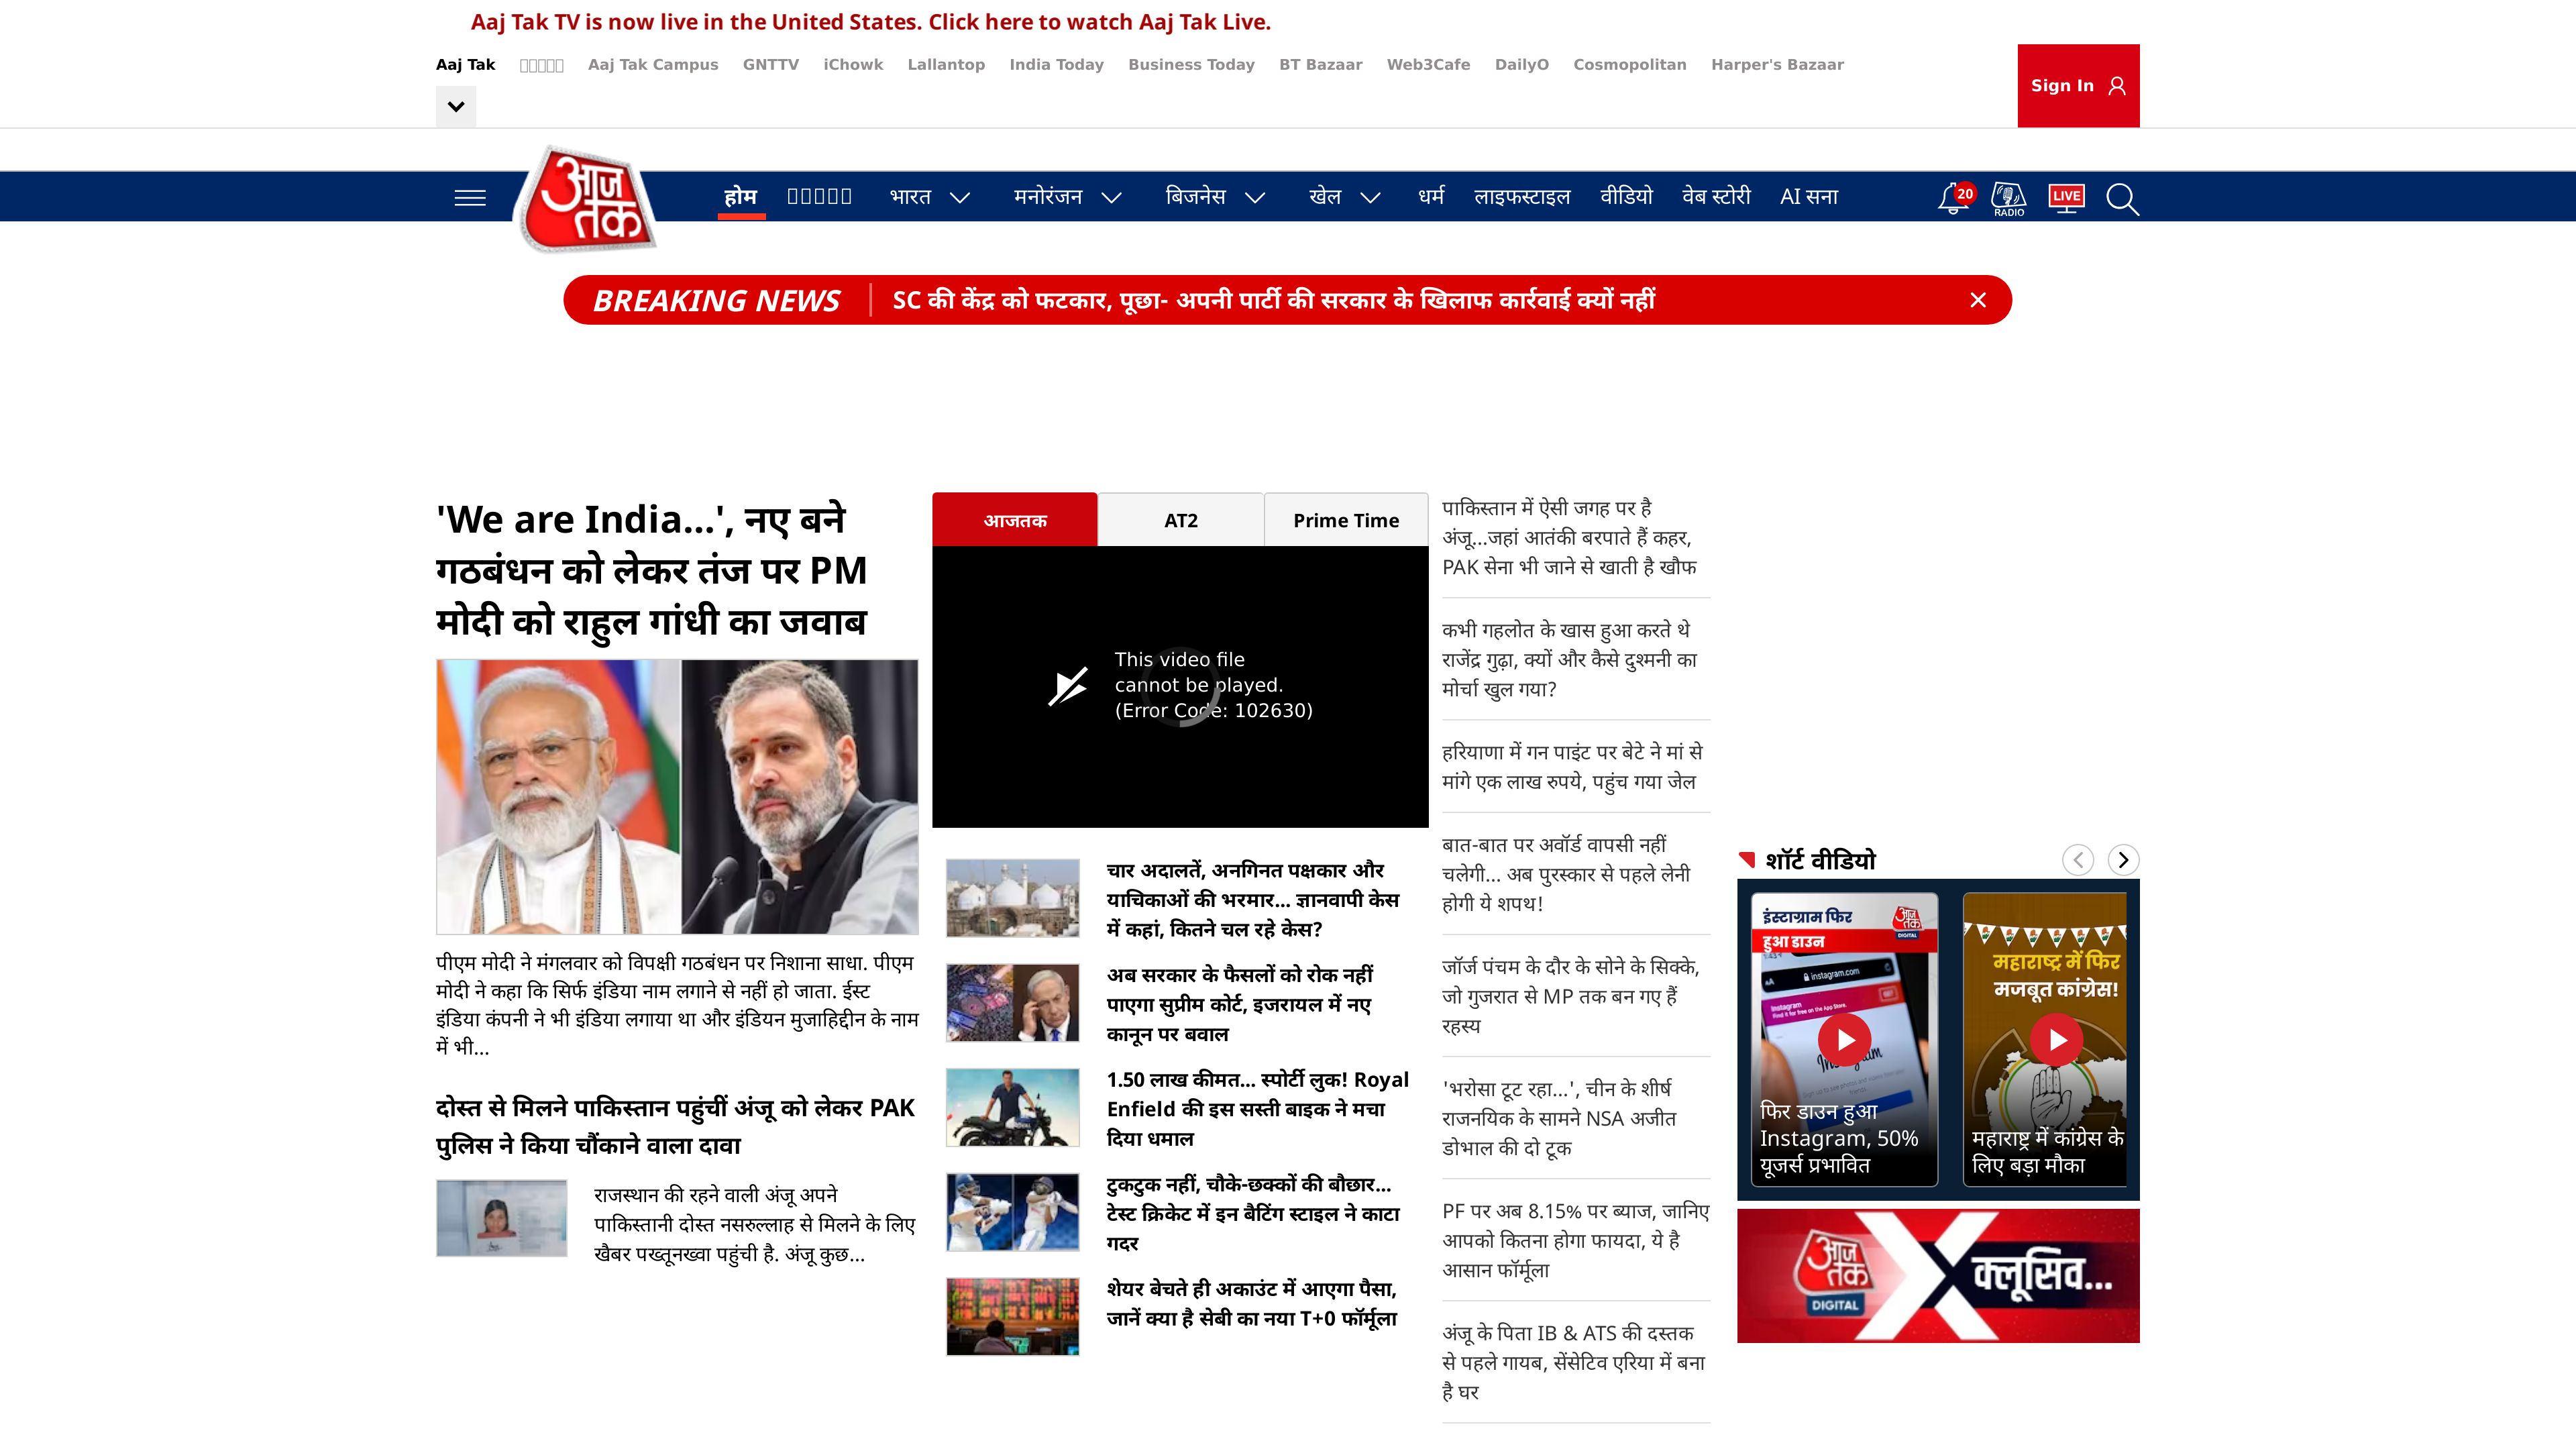 Aaj Tak TV is now live in the United States. Click here to watch Aaj Tak Live.
Aaj Tak Aaj Tak Campus GNTTV iChowk Lallantop India Today Business Today BT Bazaar Web3Cafe DailyO Cosmopolitan Harper's Bazaar
Sign In
आज तक
होम भारत मनोरंजन बिजनेस खेल धर्म लाइफस्टाइल वीडियो वेब स्टोरी AI सना
20 RADIO LIVE
BREAKING NEWS SC की केंद्र को फटकार, पूछा- अपनी पार्टी की सरकार के खिलाफ कार्रवाई क्यों नहीं
'We are India...', नए बने
गठबंधन को लेकर तंज पर PM
मोदी को राहुल गांधी का जवाब
पीएम मोदी ने मंगलवार को विपक्षी गठबंधन पर निशाना साधा. पीएम
मोदी ने कहा कि सिर्फ इंडिया नाम लगाने से नहीं हो जाता. ईस्ट
इंडिया कंपनी ने भी इंडिया लगाया था और इंडियन मुजाहिद्दीन के नाम
में भी...
दोस्त से मिलने पाकिस्तान पहुंचीं अंजू को लेकर PAK
पुलिस ने किया चौंकाने वाला दावा
राजस्थान की रहने वाली अंजू अपने
पाकिस्तानी दोस्त नसरुल्लाह से मिलने के लिए
खैबर पख्तूनख्वा पहुंची है. अंजू कुछ...
आजतक AT2 Prime Time
This video file
cannot be played.
(Error Code: 102630)
चार अदालतें, अनगिनत पक्षकार और
याचिकाओं की भरमार... ज्ञानवापी केस
में कहां, कितने चल रहे केस?
अब सरकार के फैसलों को रोक नहीं
पाएगा सुप्रीम कोर्ट, इजरायल में नए
कानून पर बवाल
1.50 लाख कीमत... स्पोर्टी लुक! Royal
Enfield की इस सस्ती बाइक ने मचा
दिया धमाल
टुकटुक नहीं, चौके-छक्कों की बौछार...
टेस्ट क्रिकेट में इन बैटिंग स्टाइल ने काटा
गदर
शेयर बेचते ही अकाउंट में आएगा पैसा,
जानें क्या है सेबी का नया T+0 फॉर्मूला
पाकिस्तान में ऐसी जगह पर है
अंजू...जहां आतंकी बरपाते हैं कहर,
PAK सेना भी जाने से खाती है खौफ
कभी गहलोत के खास हुआ करते थे
राजेंद्र गुढ़ा, क्यों और कैसे दुश्मनी का
मोर्चा खुल गया?
हरियाणा में गन पाइंट पर बेटे ने मां से
मांगे एक लाख रुपये, पहुंच गया जेल
बात-बात पर अवॉर्ड वापसी नहीं
चलेगी... अब पुरस्कार से पहले लेनी
होगी ये शपथ!
जॉर्ज पंचम के दौर के सोने के सिक्के,
जो गुजरात से MP तक बन गए हैं
रहस्य
'भरोसा टूट रहा...', चीन के शीर्ष
राजनयिक के सामने NSA अजीत
डोभाल की दो टूक
PF पर अब 8.15% पर ब्याज, जानिए
आपको कितना होगा फायदा, ये है
आसान फॉर्मूला
अंजू के पिता IB & ATS की दस्तक
से पहले गायब, सेंसेटिव एरिया में बना
है घर
शॉर्ट वीडियो
इंस्टाग्राम फिर
हुआ डाउन
आज तक DIGITAL
instagram.com
Instagram
फिर डाउन हुआ
Instagram, 50%
यूजर्स प्रभावित
महाराष्ट्र में फिर
मजबूत कांग्रेस!
महाराष्ट्र में कांग्रेस के
लिए बड़ा मौका
आज तक DIGITAL X क्लूसिव...